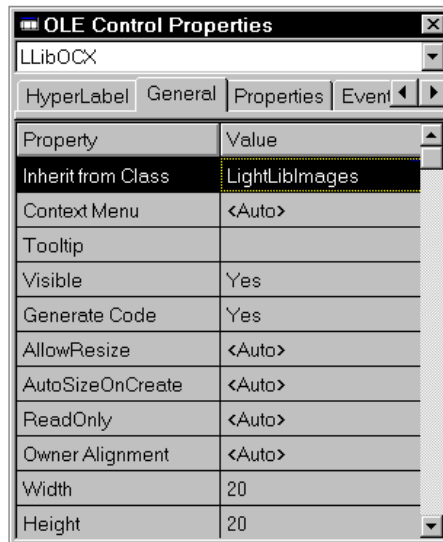 OLE Control Properties
LLibOCX
HyperLabel General Properties Event
Property Value
Inherit from Class LightLibImages
Context Menu <Auto>
Tooltip
Visible Yes
Generate Code Yes
AllowResize <Auto>
AutoSizeOnCreate <Auto>
ReadOnly <Auto>
Owner Alignment <Auto>
Width 20
Height 20